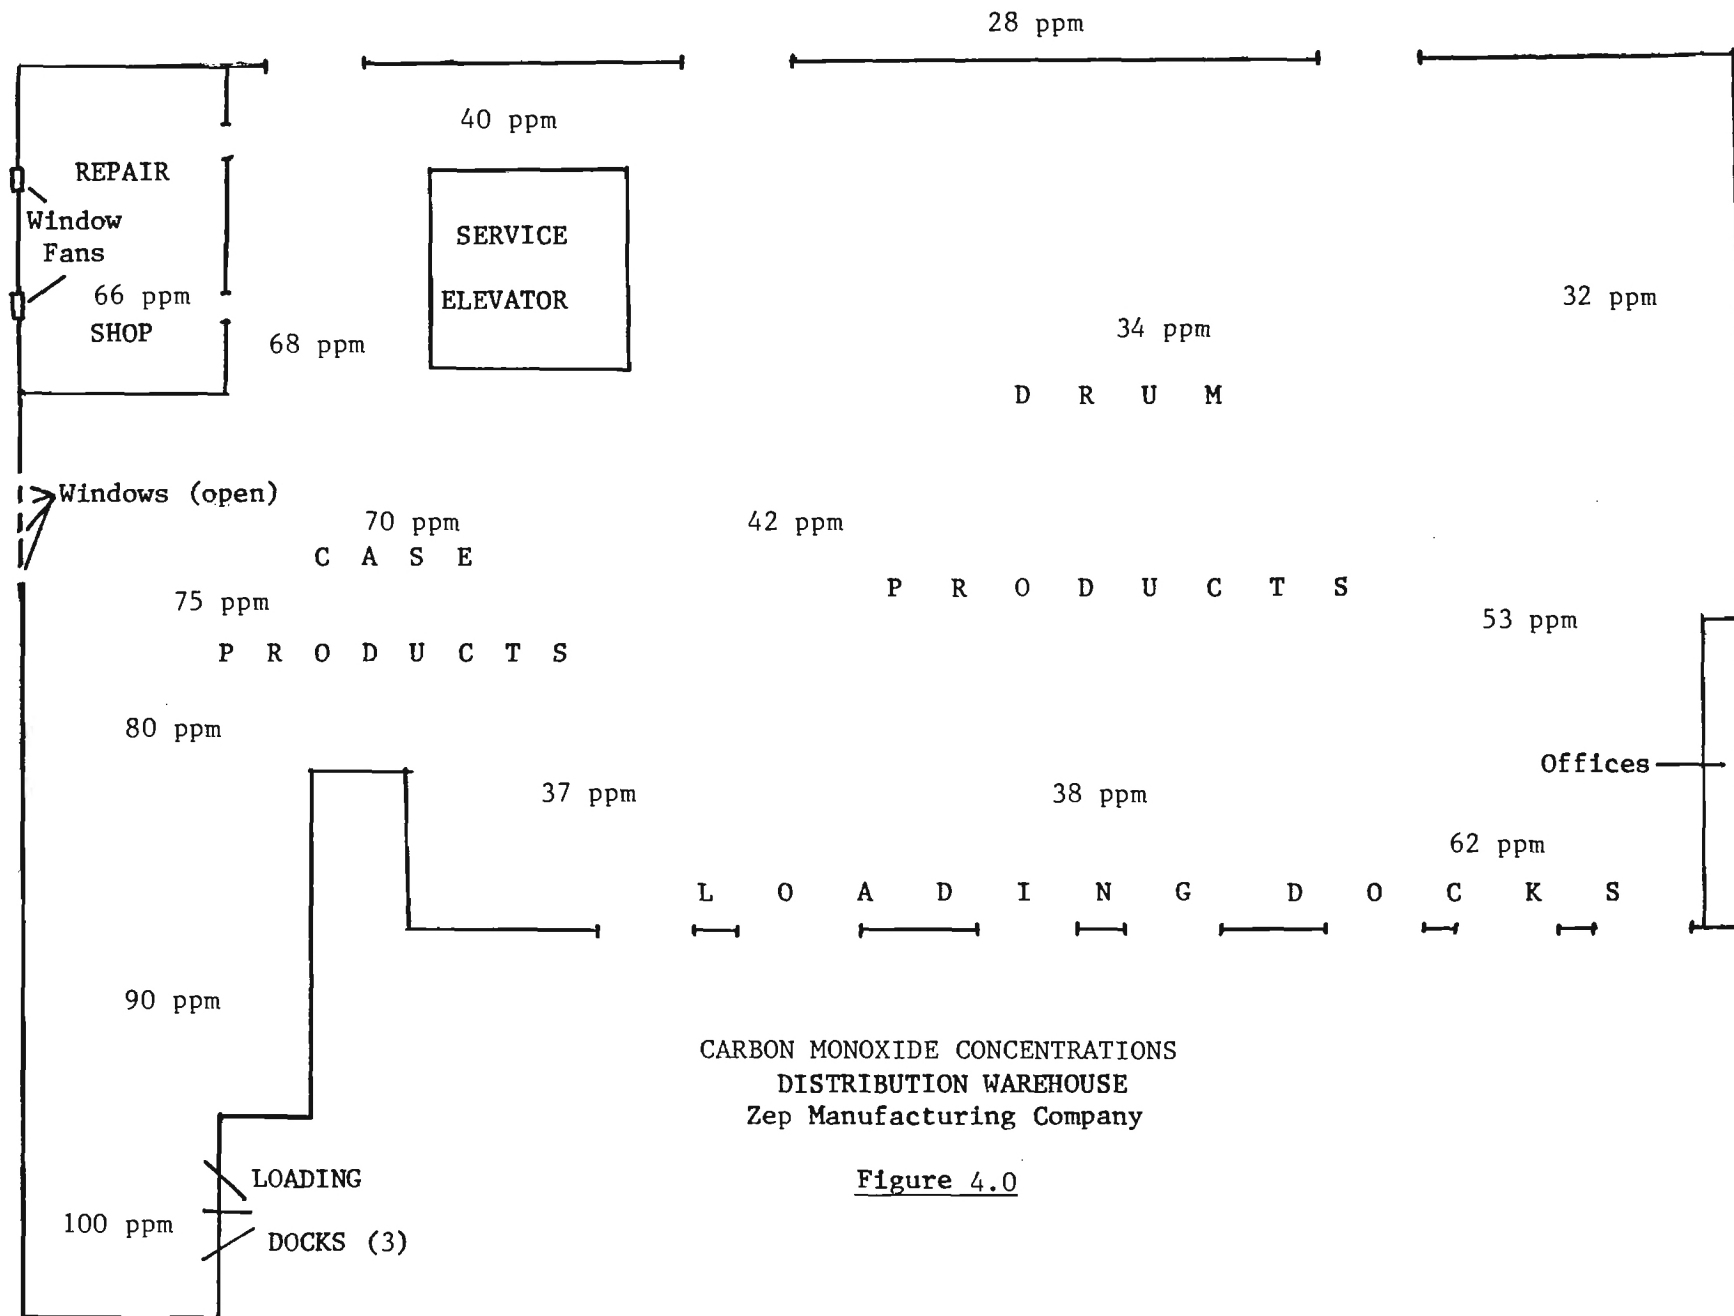 28 ppm
40 ppm
REPAIR
Window
Fans
66 ppm
SHOP
68 ppm
SERVICE
ELEVATOR
32 ppm
34 ppm
D R U M
Windows (open)
70 ppm
C A S E
42 ppm
P R O D U C T S
75 ppm
53 ppm
P R O D U C T S
80 ppm
Offices
37 ppm
38 ppm
62 ppm
L O A D I N G D O C K S
90 ppm
CARBON MONOXIDE CONCENTRATIONS
DISTRIBUTION WAREHOUSE
Zep Manufacturing Company
Figure 4.0
LOADING
100 ppm
DOCKS (3)